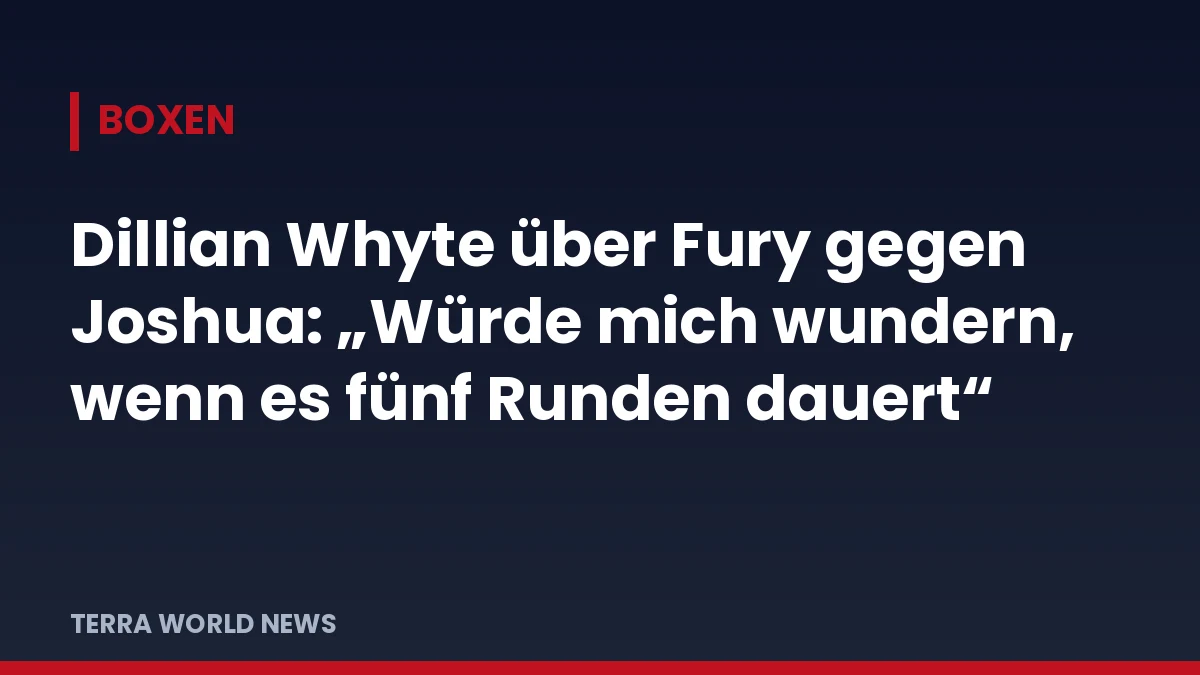 BOXEN
Dillian Whyte über Fury gegen
Joshua: „Würde mich wundern,
wenn es fünf Runden dauert“
TERRA WORLD NEWS